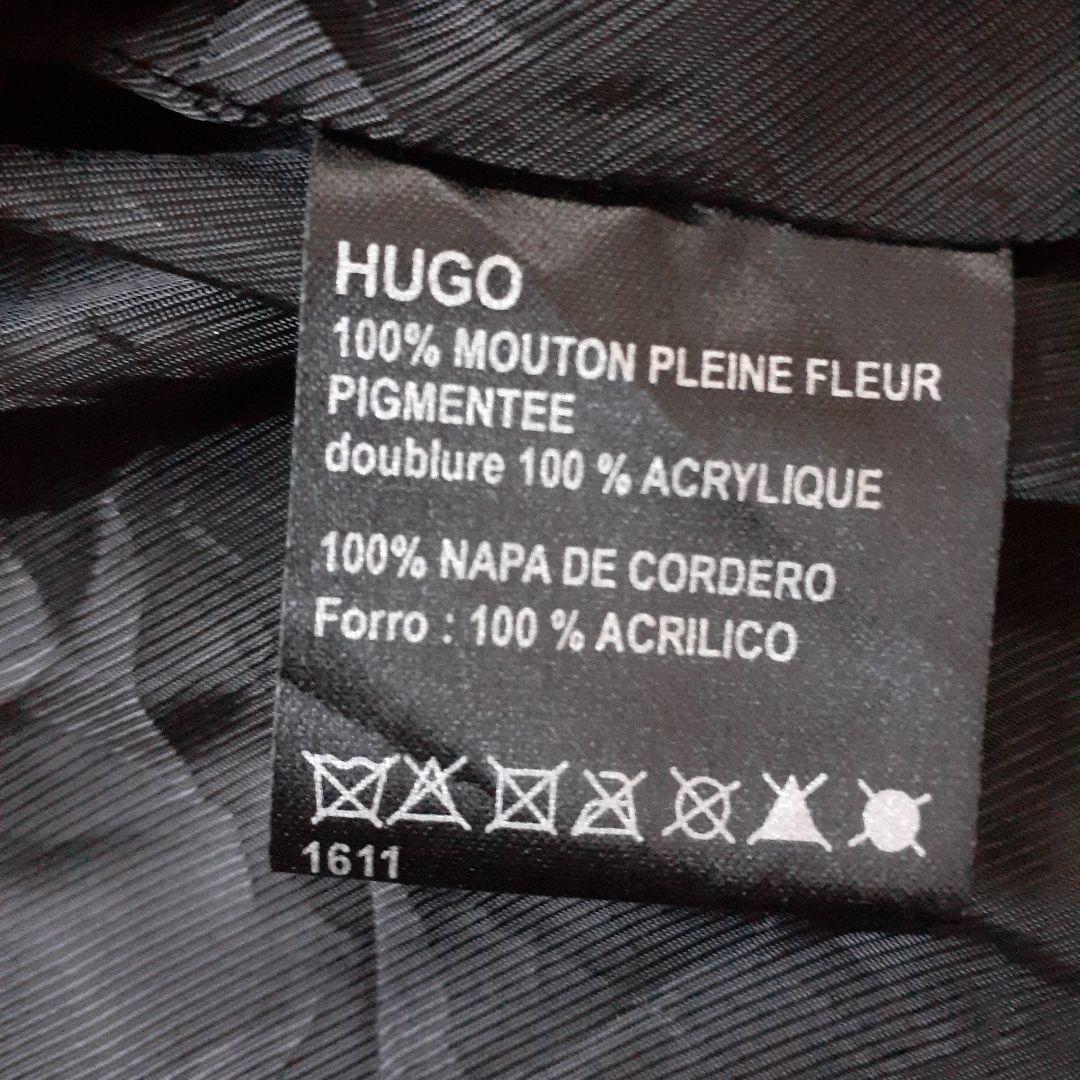 HUGO
100% MOUTON PLEINE FLEUR
PIGMENTEE
doublure 100 % ACRYLIQUE
100% NAPA DE CORDERO
Forro : 100 % ACRILICO
1611